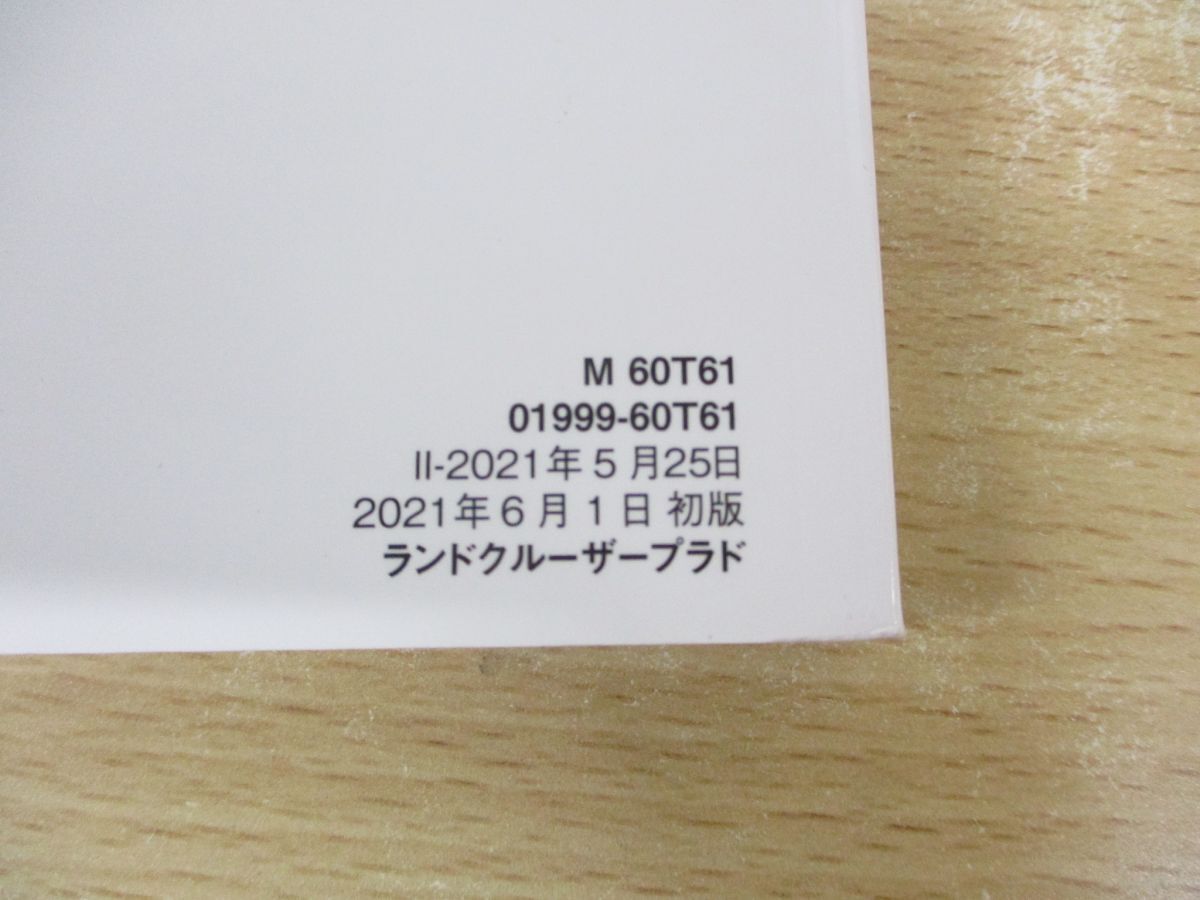 M 60T61
01999-60T61
II-2021年5月25日
2021年6月1日 初版
ランドクルーザープラド